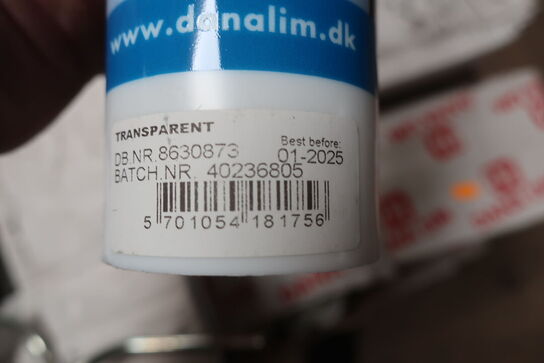 www.danalim.dk
TRANSPARENT
Best before:
DB.NR.8630873 01-2025
BATCH.NR. 40236805
5 701054 181756